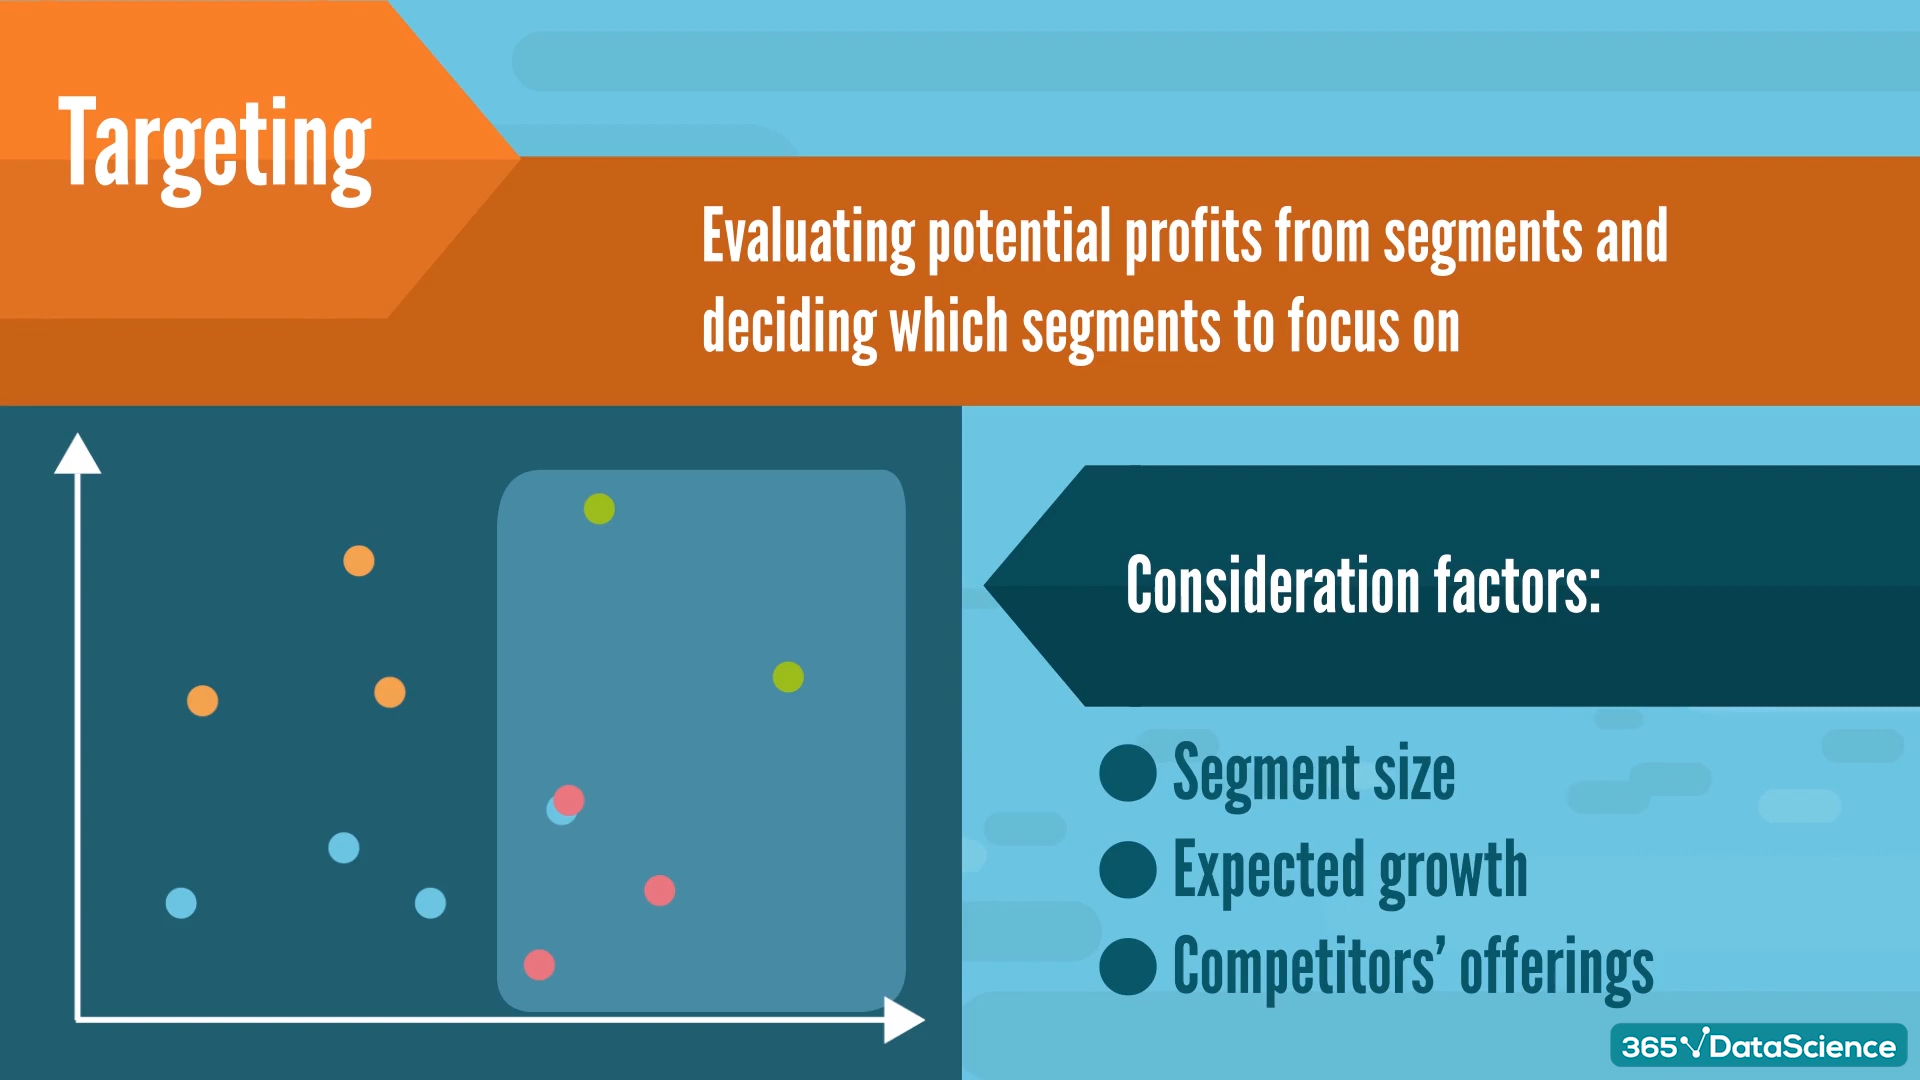 Targeting
Evaluating potential profits from segments and
deciding which segments to focus on
Consideration factors:
Segment size
Expected growth
Competitors’ offerings
365 DataScience